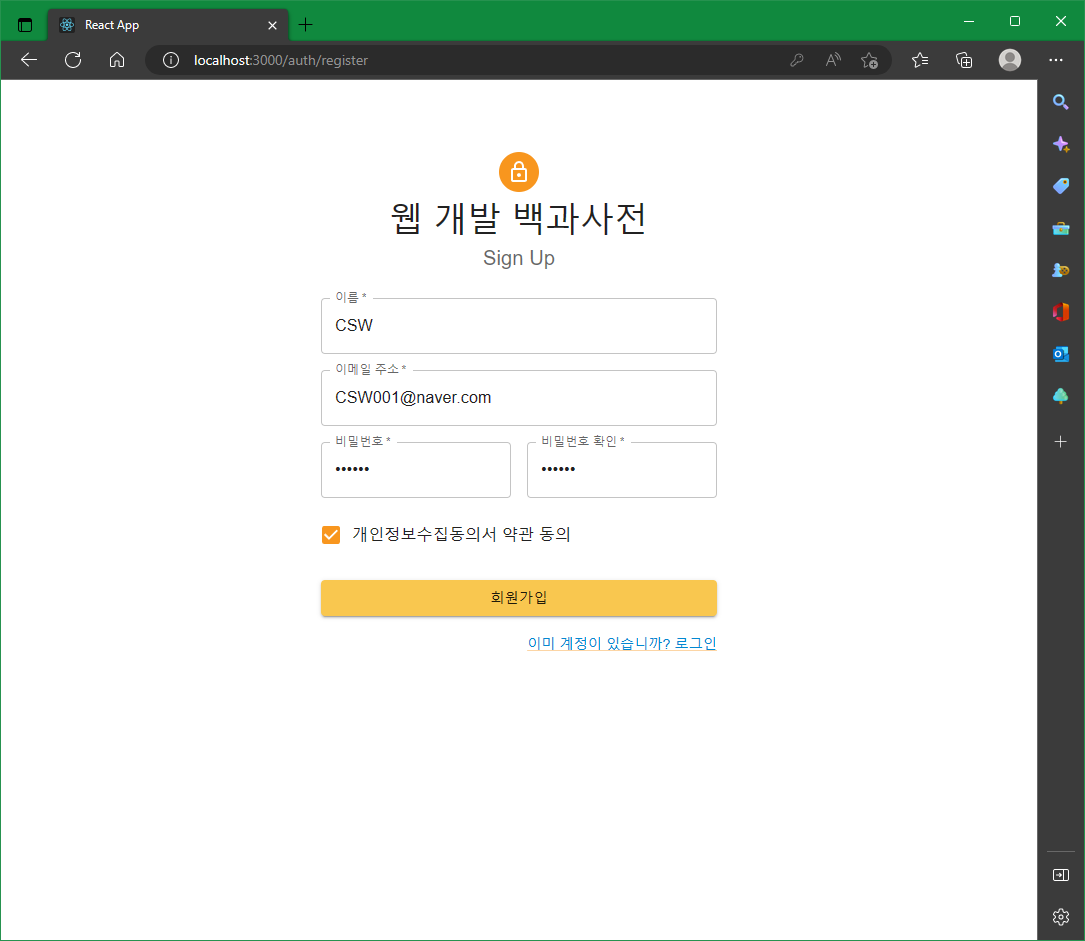 React App
localhost:3000/auth/register
웹 개발 백과사전
Sign Up
이름 *
CSW
이메일 주소 *
CSW001@naver.com
비밀번호 * 비밀번호 확인 *
•••••• ••••••
개인정보수집동의서 약관 동의
회원가입
이미 계정이 있습니까? 로그인